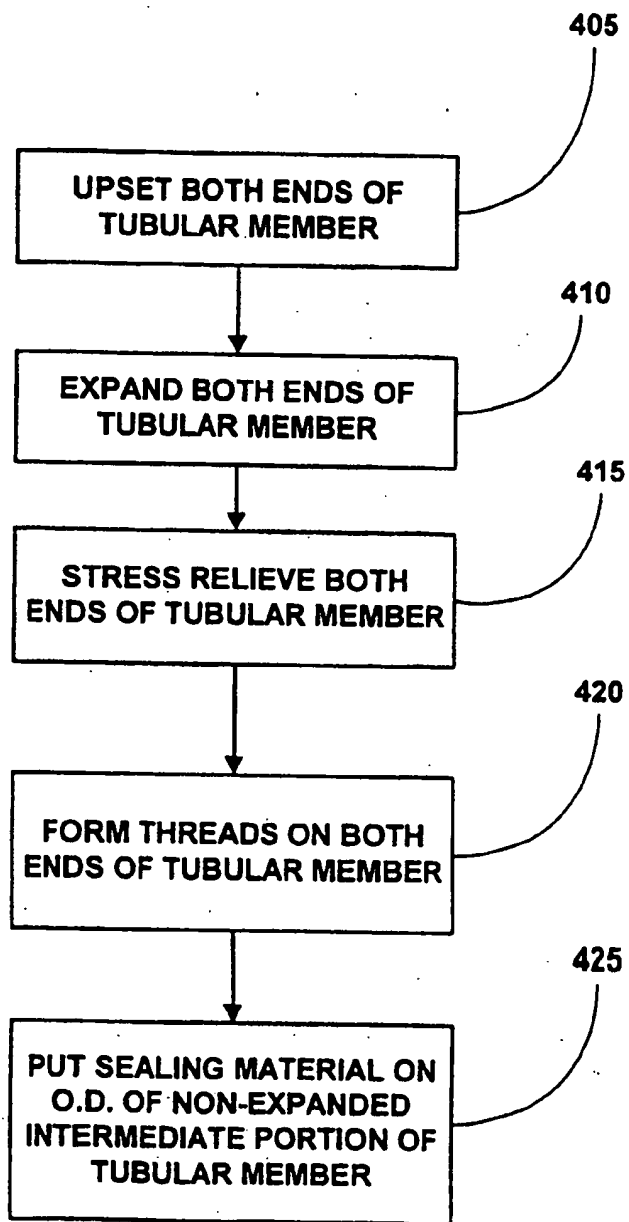 405
UPSET BOTH ENDS OF
TUBULAR MEMBER
410
EXPAND BOTH ENDS OF
TUBULAR MEMBER
415
STRESS RELIEVE BOTH
ENDS OF TUBULAR MEMBER
420
FORM THREADS ON BOTH
ENDS OF TUBULAR MEMBER
425
PUT SEALING MATERIAL ON
O.D. OF NON-EXPANDED
INTERMEDIATE PORTION OF
TUBULAR MEMBER